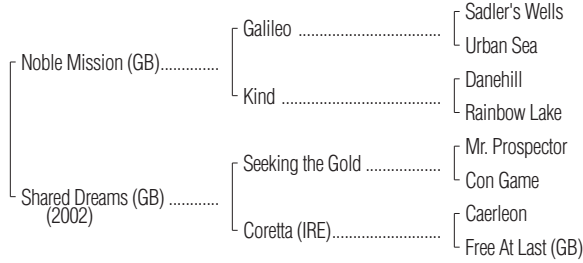 Sadler's Wells
Galileo ..............................
Urban Sea
Noble Mission (GB)..............
Danehill
Kind ..................................
Rainbow Lake
Mr. Prospector
Seeking the Gold ................
Con Game
Shared Dreams (GB) ............
(2002)
Caerleon
Coretta (IRE)......................
Free At Last (GB)